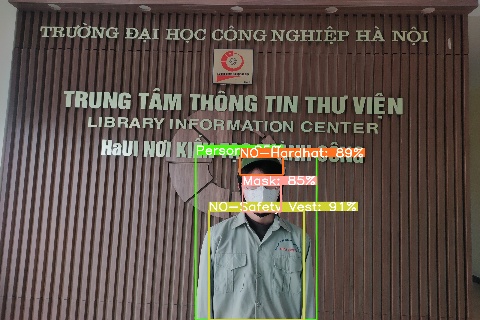 TRƯỜNG ĐẠI HỌC CÔNG NGHIỆP HÀ NỘI
TRUNG TÂM THÔNG TIN THƯ VIỆN
LIBRARY INFORMATION CENTER
HaUI NƠI
CÔNG
Person
NO-Hardhat: 89%
Mask: 85%
NO-Safety Vest: 91%